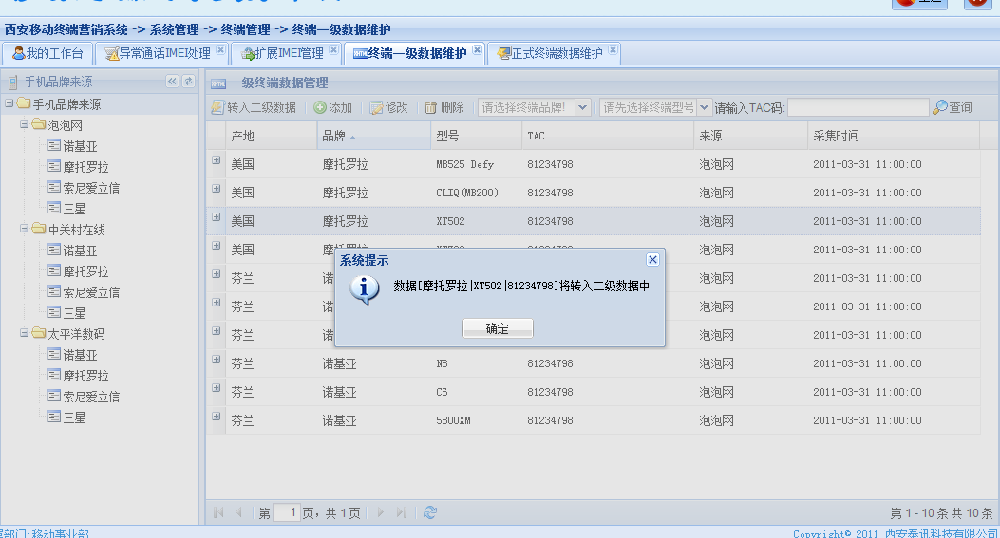 西安移动终端营销系统 -> 系统管理 -> 终端管理 -> 终端一级数据维护
我的工作台 异常通话IMEI处理 扩展IMEI管理 终端一级数据维护 正式终端数据维护
手机品牌来源
手机品牌来源
泡泡网
诺基亚
摩托罗拉
索尼爱立信
三星
中关村在线
诺基亚
摩托罗拉
索尼爱立信
三星
太平洋数码
诺基亚
摩托罗拉
索尼爱立信
三星
一级终端数据管理
转入二级数据 添加 修改 删除 请选择终端品牌! 请先选择终端型号 请输入TAC码: 查询
产地 品牌 型号 TAC 来源 采集时间
美国 摩托罗拉 MB525 Defy 81234798 泡泡网 2011-03-31 11:00:00
美国 摩托罗拉 CLIQ(MB200) 81234798 泡泡网 2011-03-31 11:00:00
美国 摩托罗拉 XT502 81234798 泡泡网 2011-03-31 11:00:00
美国 泡泡网 2011-03-31 11:00:00
芬兰 诺 泡泡网 2011-03-31 11:00:00
芬兰 诺 泡泡网 2011-03-31 11:00:00
芬兰 诺 泡泡网 2011-03-31 11:00:00
芬兰 诺基亚 N8 81234798 泡泡网 2011-03-31 11:00:00
芬兰 诺基亚 C6 81234798 泡泡网 2011-03-31 11:00:00
芬兰 诺基亚 5800XM 81234798 泡泡网 2011-03-31 11:00:00
系统提示
数据[摩托罗拉|XT502|81234798]将转入二级数据中
确定
第 1 页, 共 1 页
第 1 - 10 条 共 10 条
部门:移动事业部
Copyright© 2011 西安泰讯科技有限公司